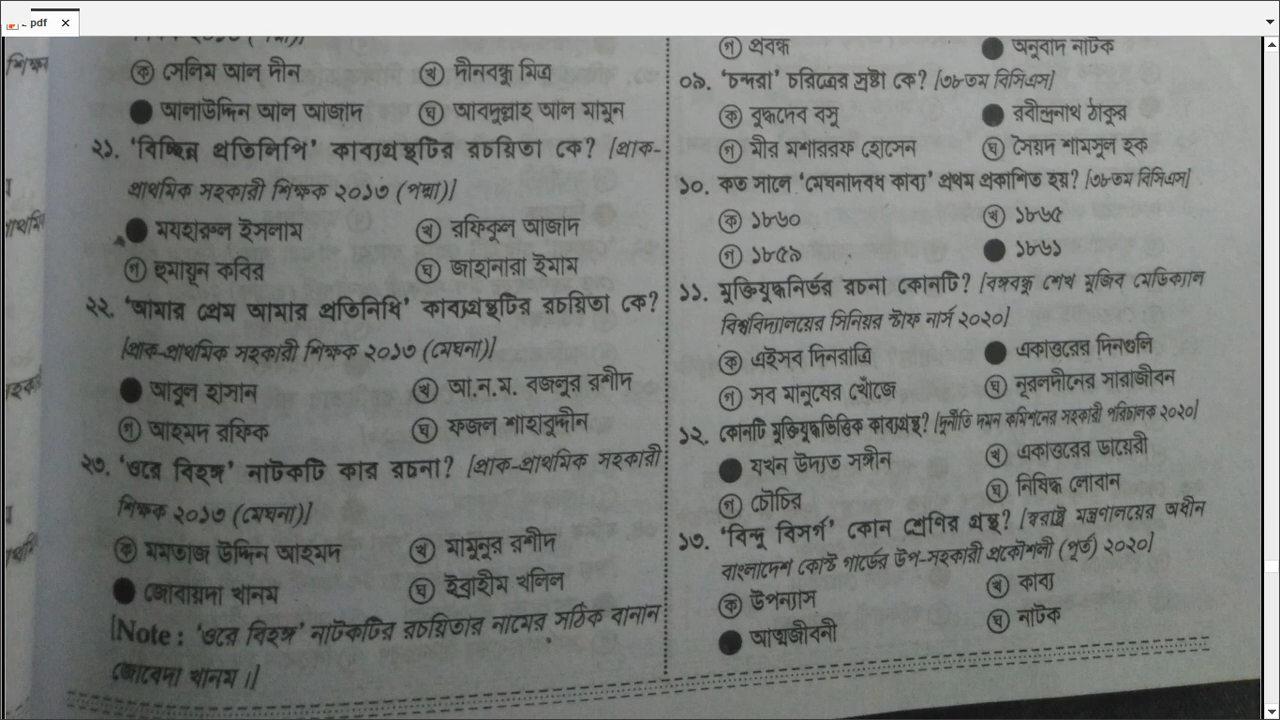 pdf
সেলিম আল দীন
খ দীনবন্ধু মিত্র
আলাউদ্দিন আল আজাদ
ঘ আবদুল্লাহ আল মামুন
২১. ‘বিচ্ছিন্ন প্রতিলিপি’ কাব্যগ্রন্থটির রচয়িতা কে? [প্রাক-
প্রাথমিক সহকারী শিক্ষক ২০১৩ (পদ্মা)]
মযহারুল ইসলাম
খ রফিকুল আজাদ
গ হুমায়ূন কবির
ঘ জাহানারা ইমাম
২২. ‘আমার প্রেম আমার প্রতিনিধি’ কাব্যগ্রন্থটির রচয়িতা কে?
[প্রাক-প্রাথমিক সহকারী শিক্ষক ২০১৩ (মেঘনা)]
আবুল হাসান
খ আ.ন.ম. বজলুর রশীদ
গ আহমদ রফিক
ঘ ফজল শাহাবুদ্দীন
২৩. ‘ওরে বিহঙ্গ’ নাটকটি কার রচনা? [প্রাক-প্রাথমিক সহকারী
শিক্ষক ২০১৩ (মেঘনা)]
ক মমতাজ উদ্দিন আহমদ
খ মামুনুর রশীদ
জোবায়দা খানম
ঘ ইব্রাহীম খলিল
[Note : ‘ওরে বিহঙ্গ’ নাটকটির রচয়িতার নামের সঠিক বানান
জোবেদা খানম।]
গ প্রবন্ধ
অনুবাদ নাটক
০৯. ‘চন্দরা’ চরিত্রের স্রষ্টা কে? [৩৮তম বিসিএস]
ক বুদ্ধদেব বসু
রবীন্দ্রনাথ ঠাকুর
গ মীর মশাররফ হোসেন
ঘ সৈয়দ শামসুল হক
১০. কত সালে ‘মেঘনাদবধ কাব্য’ প্রথম প্রকাশিত হয়? [৩৮তম বিসিএস]
ক ১৮৬০
খ ১৮৬৫
গ ১৮৫৯
১৮৬১
১১. মুক্তিযুদ্ধনির্ভর রচনা কোনটি? [বঙ্গবন্ধু শেখ মুজিব মেডিক্যাল
বিশ্ববিদ্যালয়ের সিনিয়র স্টাফ নার্স ২০২০]
ক এইসব দিনরাত্রি
একাত্তরের দিনগুলি
গ সব মানুষের খোঁজে
ঘ নূরলদীনের সারাজীবন
১২. কোনটি মুক্তিযুদ্ধভিত্তিক কাব্যগ্রন্থ? [দুর্নীতি দমন কমিশনের সহকারী পরিচালক ২০২০]
যখন উদ্যত সঙ্গীন
খ একাত্তরের ডায়েরী
গ চৌচির
ঘ নিষিদ্ধ লোবান
১৩. ‘বিন্দু বিসর্গ’ কোন শ্রেণির গ্রন্থ? [স্বরাষ্ট্র মন্ত্রণালয়ের অধীন
বাংলাদেশ কোস্ট গার্ডের উপ-সহকারী প্রকৌশলী (পূর্ত) ২০২০]
ক উপন্যাস
খ কাব্য
আত্মজীবনী
ঘ নাটক